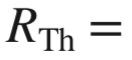 R_Th =